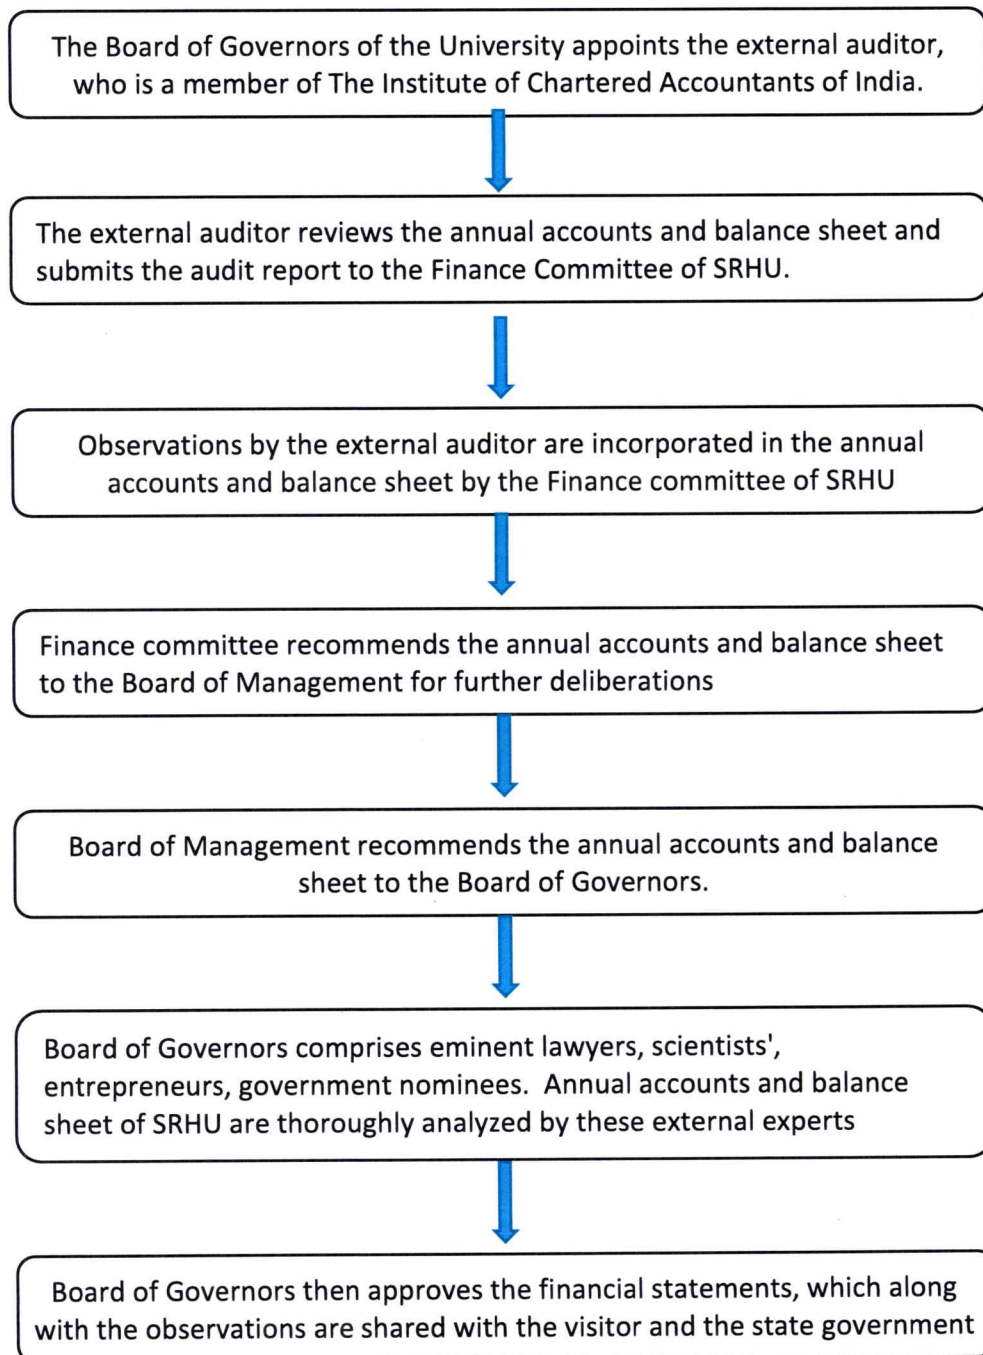 The Board of Governors of the University appoints the external auditor,
who is a member of The Institute of Chartered Accountants of India.
The external auditor reviews the annual accounts and balance sheet and
submits the audit report to the Finance Committee of SRHU.
Observations by the external auditor are incorporated in the annual
accounts and balance sheet by the Finance committee of SRHU
Finance committee recommends the annual accounts and balance sheet
to the Board of Management for further deliberations
Board of Management recommends the annual accounts and balance
sheet to the Board of Governors.
Board of Governors comprises eminent lawyers, scientists',
entrepreneurs, government nominees.  Annual accounts and balance
sheet of SRHU are thoroughly analyzed by these external experts
Board of Governors then approves the financial statements, which along
with the observations are shared with the visitor and the state government